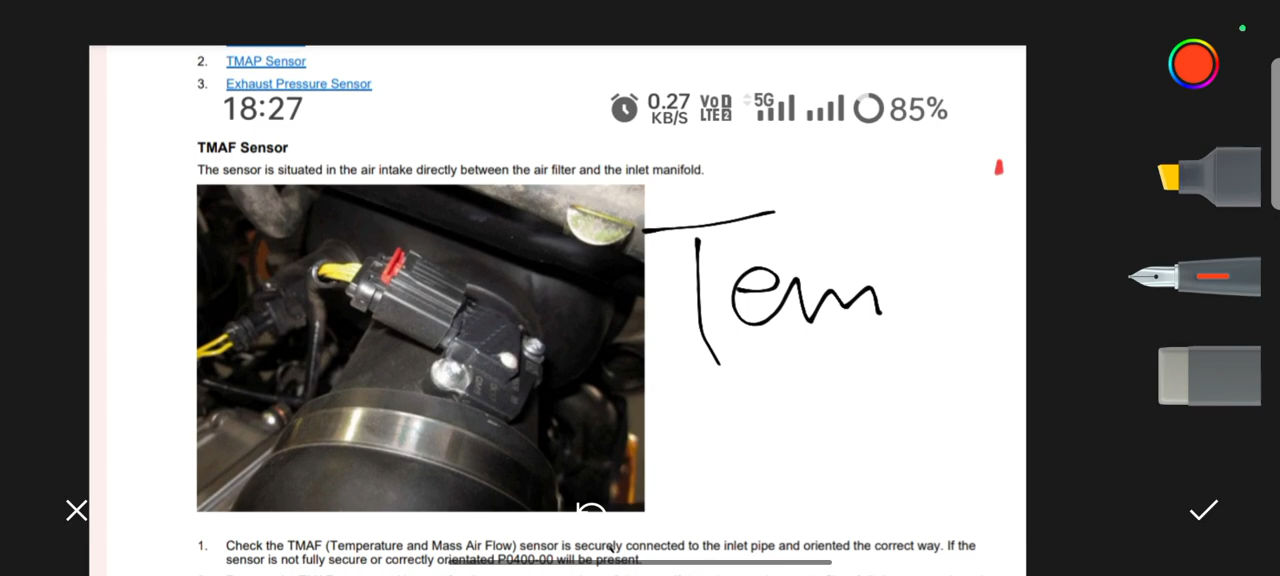 2. TMAP Sensor
3. Exhaust Pressure Sensor
18:27 0.27 KB/S VoD LTE2 5G 85%
TMAF Sensor
The sensor is situated in the air intake directly between the air filter and the inlet manifold.
Tem
1. Check the TMAF (Temperature and Mass Air Flow) sensor is securely connected to the inlet pipe and oriented the correct way. If the
sensor is not fully secure or correctly orientated P0400-00 will be present.